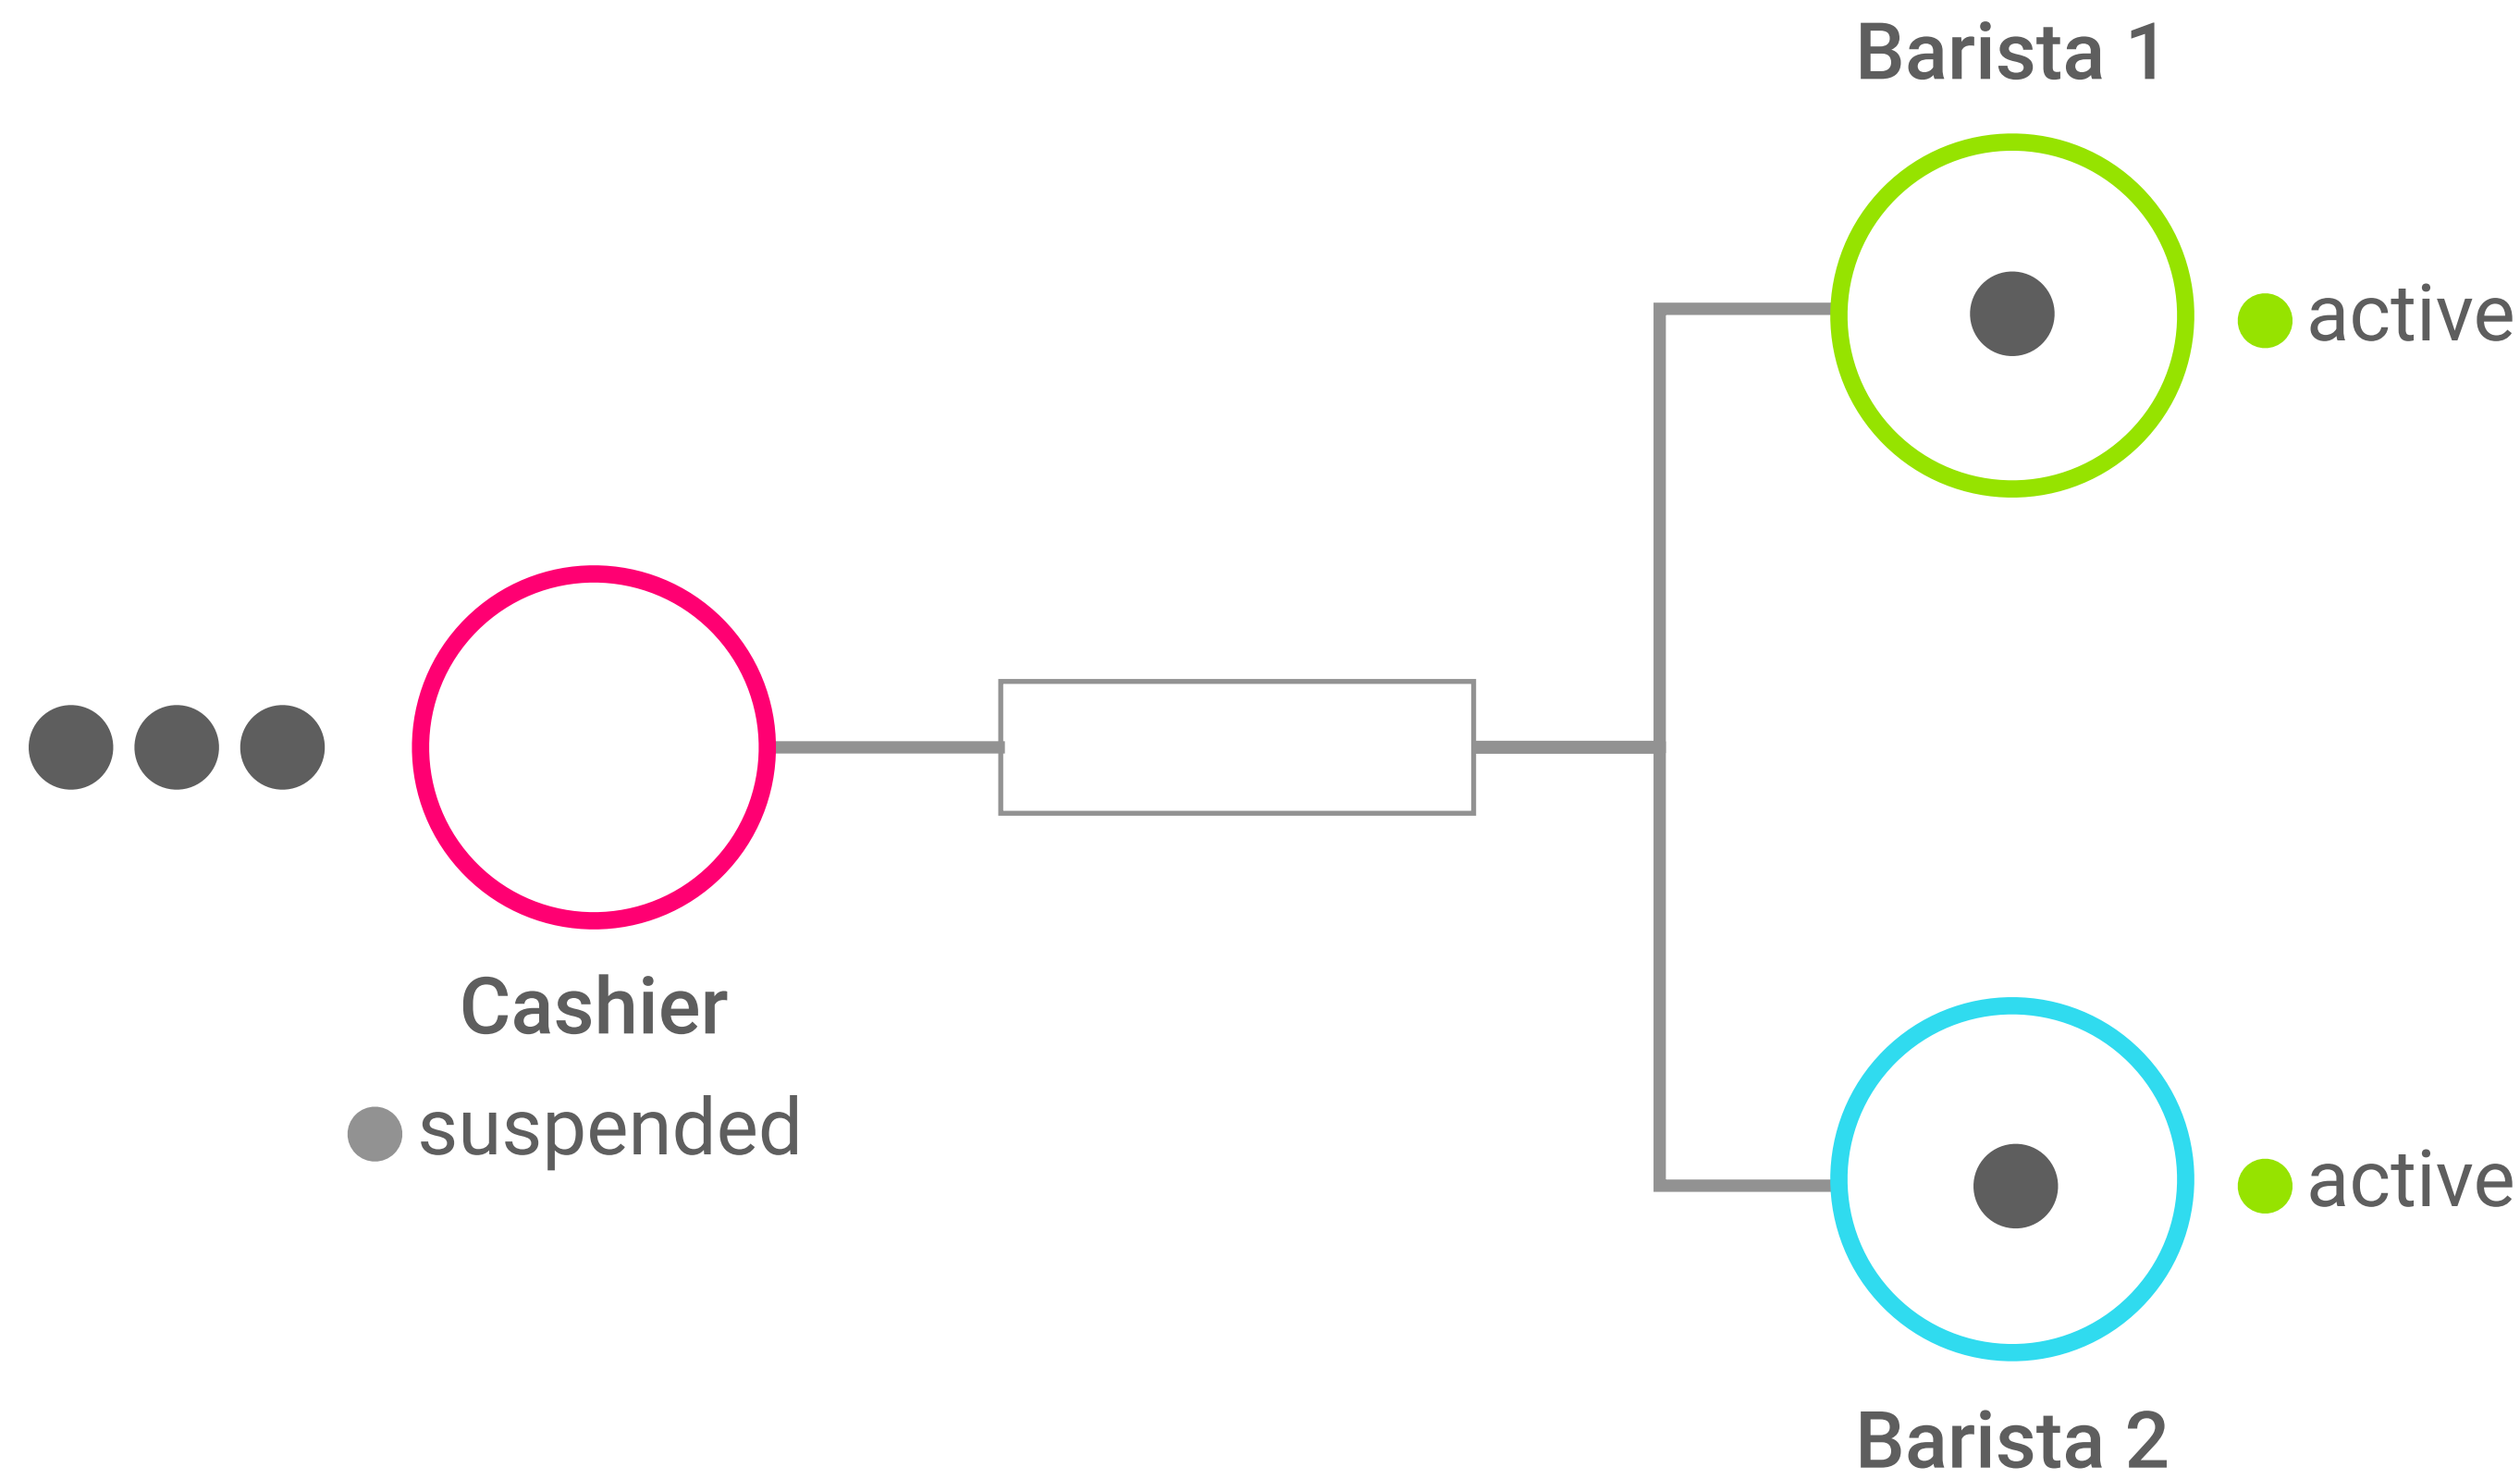 Barista 1
active
Cashier
suspended
active
Barista 2